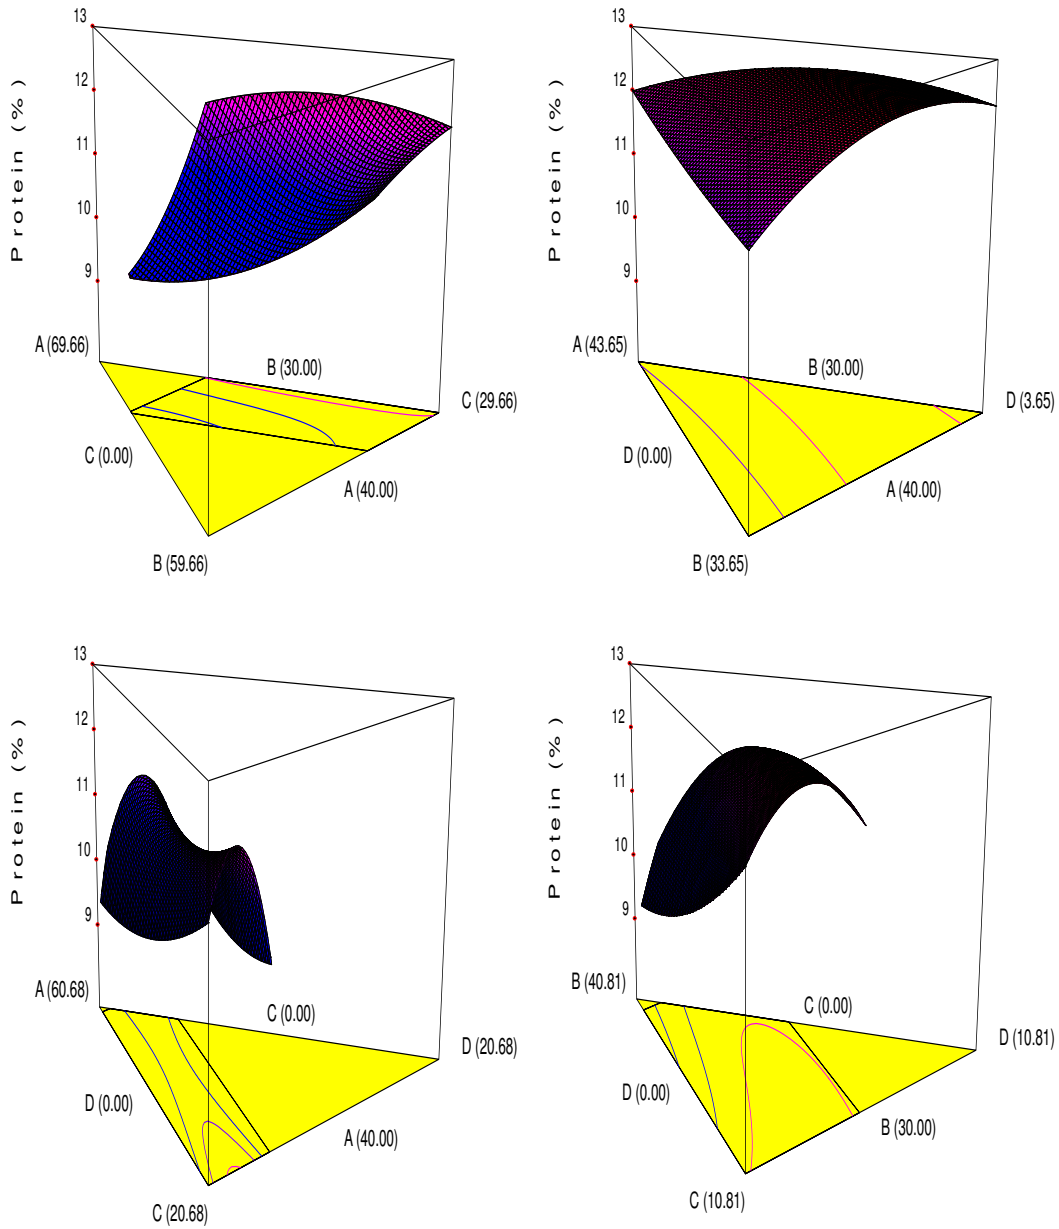 13
12
11
10
9
Protein (%)
A (69.66)
B (30.00)
C (29.66)
C (0.00)
A (40.00)
B (59.66)
13
12
11
10
9
Protein (%)
A (43.65)
B (30.00)
D (3.65)
D (0.00)
A (40.00)
B (33.65)
13
12
11
10
9
Protein (%)
A (60.68)
C (0.00)
D (20.68)
D (0.00)
A (40.00)
C (20.68)
13
12
11
10
9
Protein (%)
B (40.81)
C (0.00)
D (10.81)
D (0.00)
B (30.00)
C (10.81)